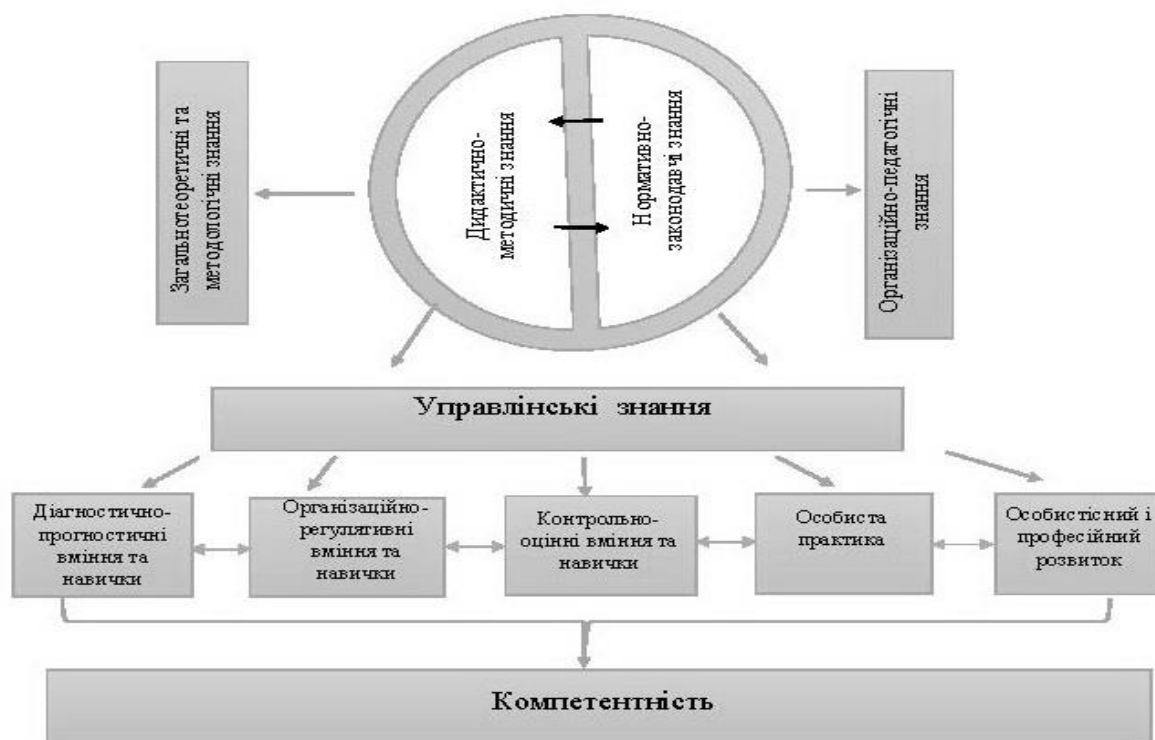 Загальнотеоретичні та
методологічні знання
Дидактично-
методичні знання
Нормативно-
законодавчі знання
Організаційно-педагогічні
знання
Управлінські знання
Діагностично-
прогностичні
вміння та
навички
Організаційно-
регулятивні
вміння та
навички
Контрольно-
оцінні вміння та
навички
Особиста
практика
Особистісний і
професійний
розвиток
Компетентність